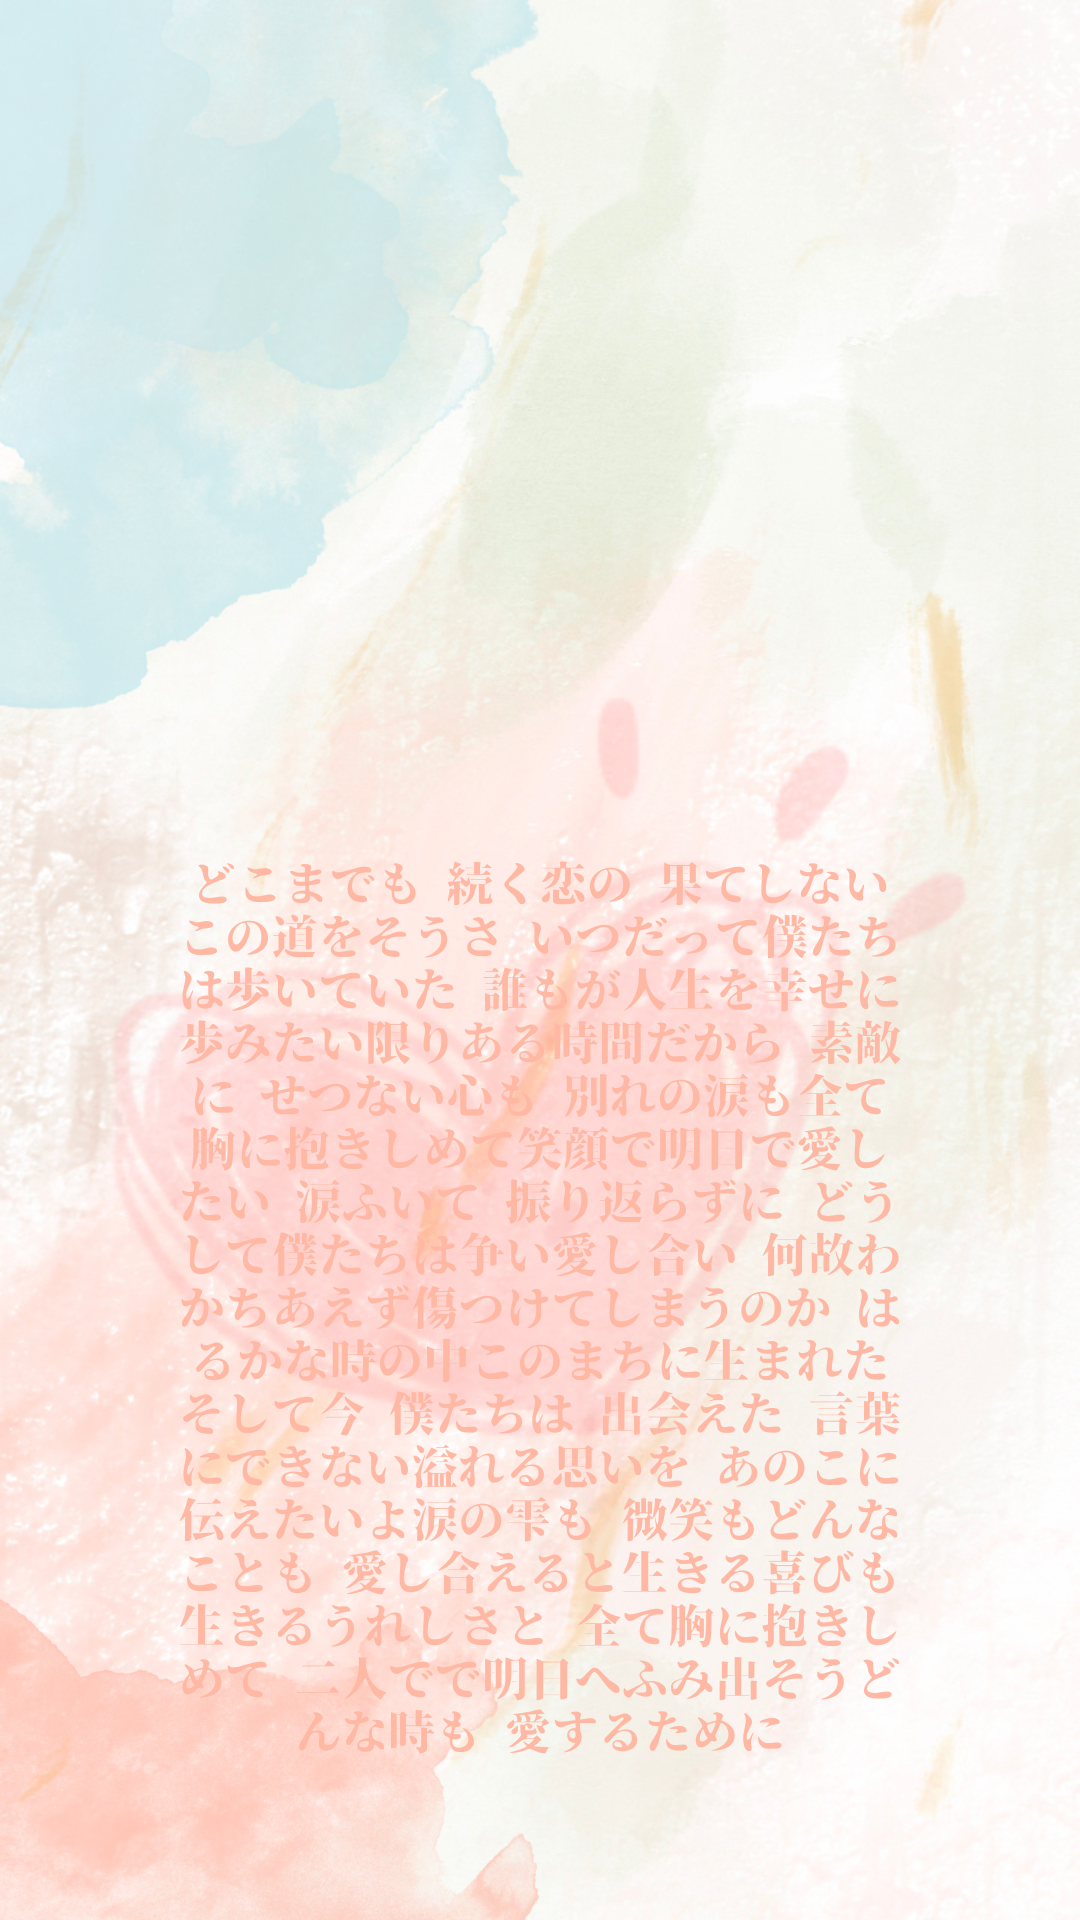 どこまでも 続く恋の 果てしない
この道をそうさ いつだって僕たち
は歩いていた 誰もが人生を幸せに
歩みたい限りある時間だから 素敵
に せつない心も 別れの涙も全て
胸に抱きしめて笑顔で明日で愛し
たい 涙ふいて 振り返らずに どう
して僕たちは争い愛し合い 何故わ
かちあえず傷つけてしまうのか は
るかな時の中このまちに生まれた
そして今 僕たちは 出会えた 言葉
にできない溢れる思いを あのこに
伝えたいよ涙の雫も 微笑もどんな
ことも 愛し合えると生きる喜びも
生きるうれしさと 全て胸に抱きし
めて 二人でで明日へふみ出そうど
んな時も 愛するために